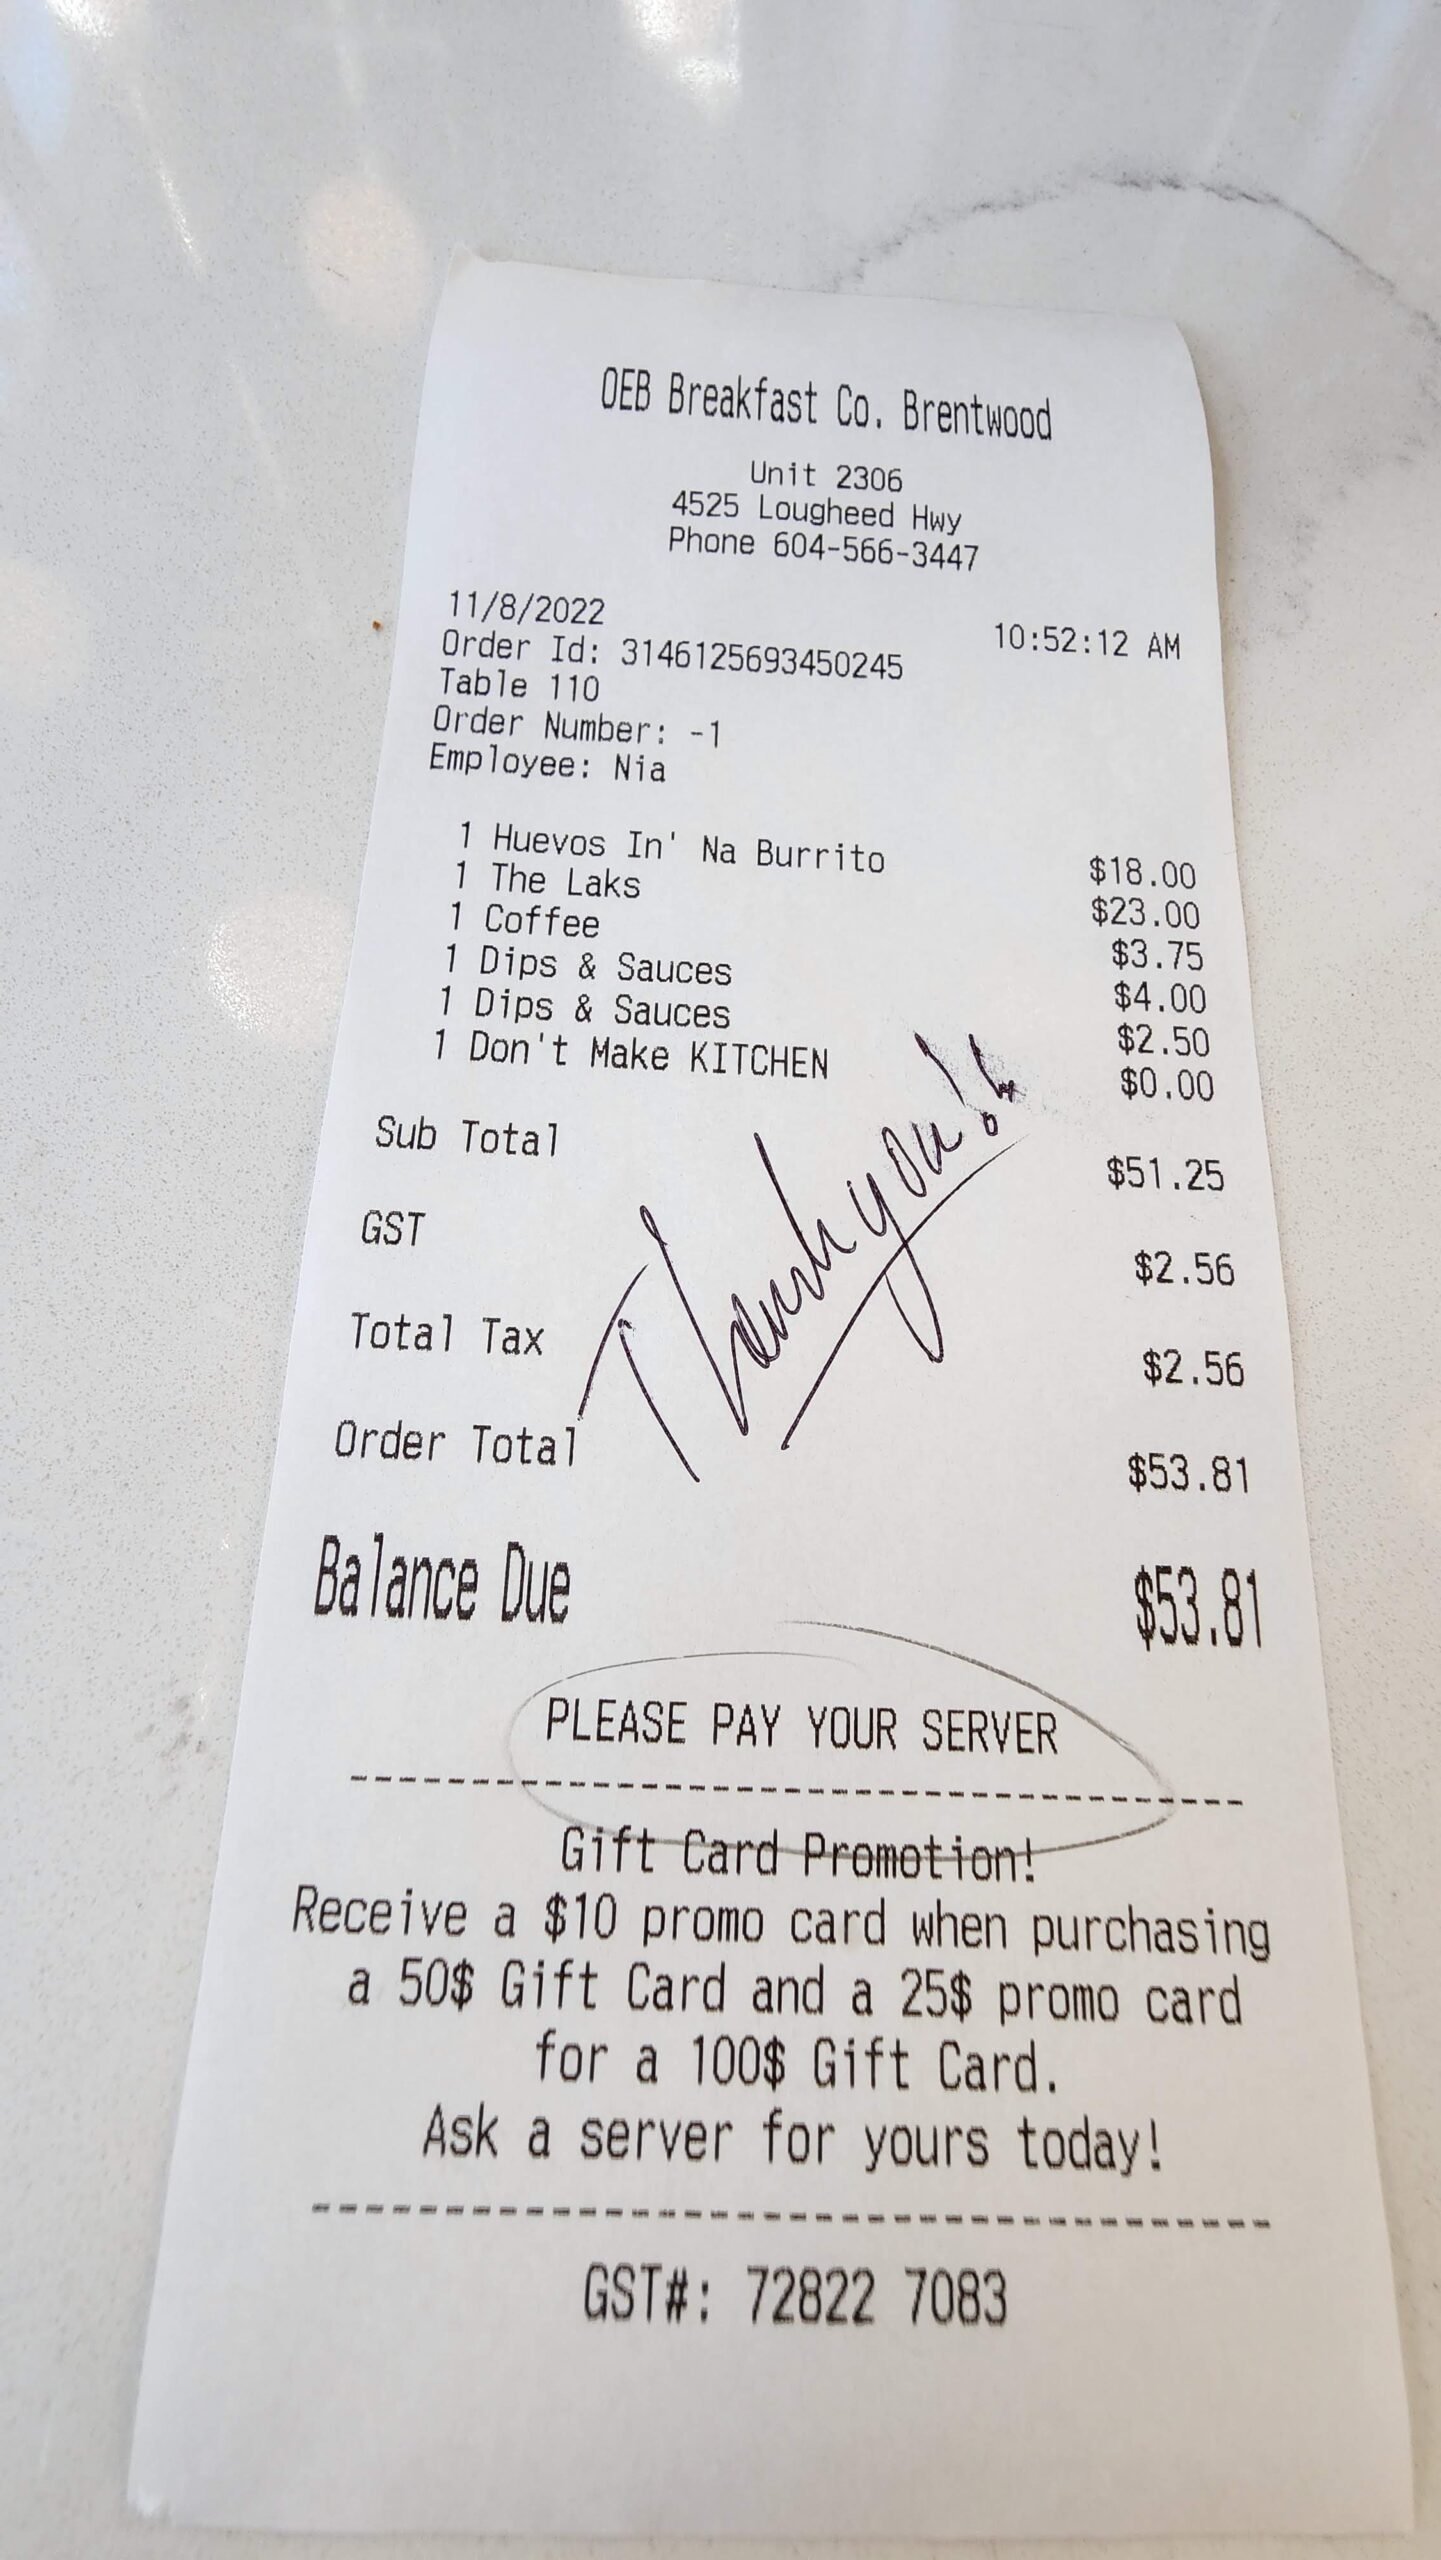 OEB Breakfast Co. Brentwood
Unit 2306
4525 Lougheed Hwy
Phone 604-566-3447
11/8/2022 10:52:12 AM
Order Id: 3146125693450245
Table 110
Order Number: -1
Employee: Nia
1 Huevos In' Na Burrito $18.00
1 The Laks $23.00
1 Coffee $3.75
1 Dips & Sauces $4.00
1 Dips & Sauces $2.50
1 Don't Make KITCHEN $0.00
Sub Total $51.25
GST $2.56
Total Tax $2.56
Order Total $53.81
Thank you!
Balance Due $53.81
PLEASE PAY YOUR SERVER
Gift Card Promotion!
Receive a $10 promo card when purchasing
a 50$ Gift Card and a 25$ promo card
for a 100$ Gift Card.
Ask a server for yours today!
GST#: 72822 7083